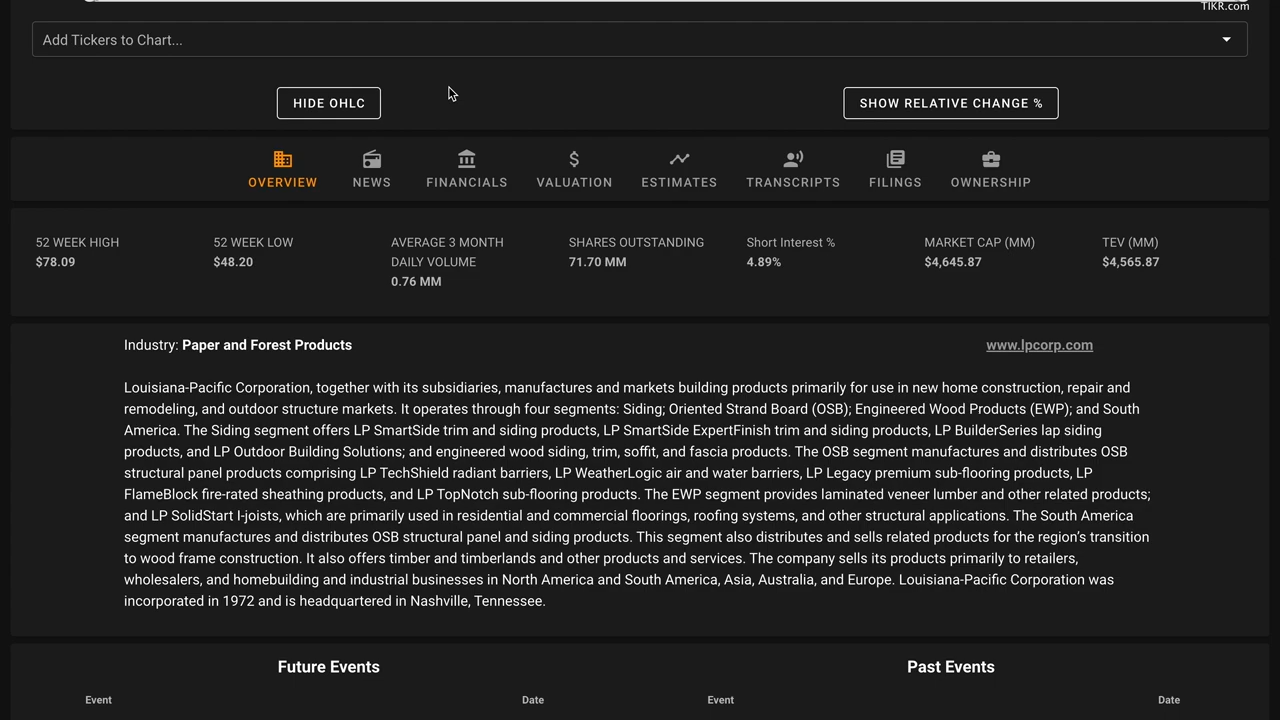 TIKR.com
Add Tickers to Chart...
HIDE OHLC
SHOW RELATIVE CHANGE %
OVERVIEW NEWS FINANCIALS VALUATION ESTIMATES TRANSCRIPTS FILINGS OWNERSHIP
52 WEEK HIGH 52 WEEK LOW AVERAGE 3 MONTH SHARES OUTSTANDING Short Interest % MARKET CAP (MM) TEV (MM)
$78.09 $48.20 DAILY VOLUME 71.70 MM 4.89% $4,645.87 $4,565.87
0.76 MM
Industry: Paper and Forest Products www.lpcorp.com
Louisiana-Pacific Corporation, together with its subsidiaries, manufactures and markets building products primarily for use in new home construction, repair and
remodeling, and outdoor structure markets. It operates through four segments: Siding; Oriented Strand Board (OSB); Engineered Wood Products (EWP); and South
America. The Siding segment offers LP SmartSide trim and siding products, LP SmartSide ExpertFinish trim and siding products, LP BuilderSeries lap siding
products, and LP Outdoor Building Solutions; and engineered wood siding, trim, soffit, and fascia products. The OSB segment manufactures and distributes OSB
structural panel products comprising LP TechShield radiant barriers, LP WeatherLogic air and water barriers, LP Legacy premium sub-flooring products, LP
FlameBlock fire-rated sheathing products, and LP TopNotch sub-flooring products. The EWP segment provides laminated veneer lumber and other related products;
and LP SolidStart I-joists, which are primarily used in residential and commercial floorings, roofing systems, and other structural applications. The South America
segment manufactures and distributes OSB structural panel and siding products. This segment also distributes and sells related products for the region's transition
to wood frame construction. It also offers timber and timberlands and other products and services. The company sells its products primarily to retailers,
wholesalers, and homebuilding and industrial businesses in North America and South America, Asia, Australia, and Europe. Louisiana-Pacific Corporation was
incorporated in 1972 and is headquartered in Nashville, Tennessee.
Future Events Past Events
Event Date Event Date